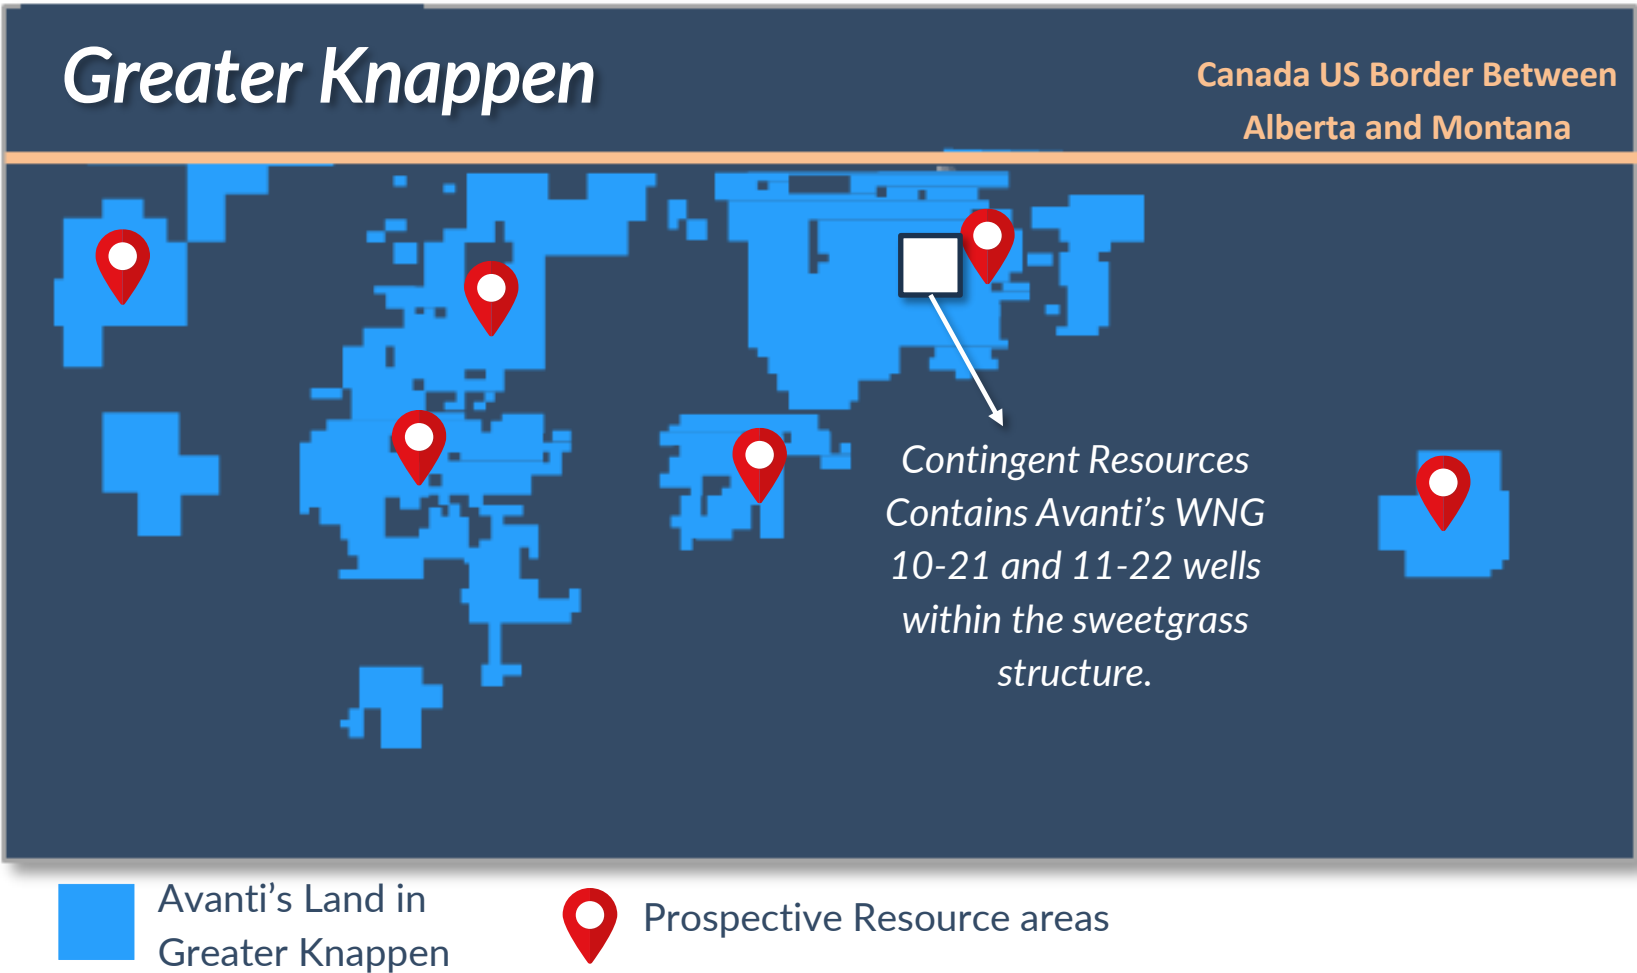 Greater Knappen
Canada US Border Between
Alberta and Montana
Contingent Resources
Contains Avanti’s WNG
10-21 and 11-22 wells
within the sweetgrass
structure.
Avanti’s Land in
Greater Knappen
Prospective Resource areas